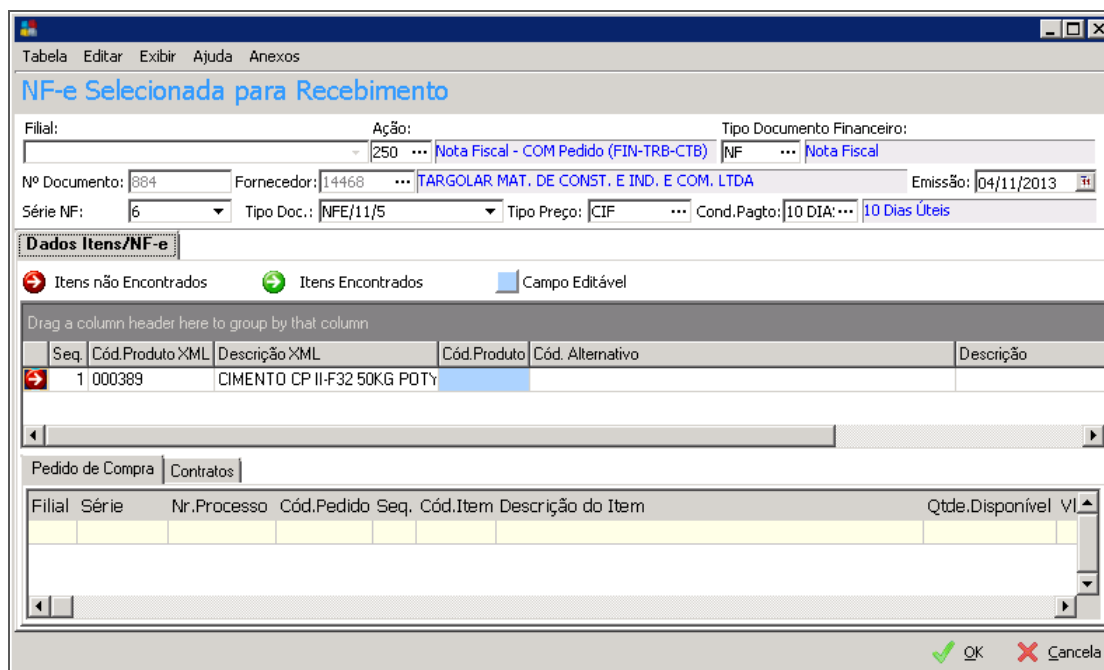 Tabela Editar Exibir Ajuda Anexos
NF-e Selecionada para Recebimento
Filial: Ação: Tipo Documento Financeiro:
250 ... Nota Fiscal - COM Pedido (FIN-TRB-CTB) NF ... Nota Fiscal
Nº Documento: 884 Fornecedor: 14468 ... TARGOLAR MAT. DE CONST. E IND. E COM. LTDA Emissão: 04/11/2013
Série NF: 6 Tipo Doc.: NFE/11/5 Tipo Preço: CIF ... Cond.Pagto: 10 DIA: ... 10 Dias Úteis
Dados Itens/NF-e
Itens não Encontrados Itens Encontrados Campo Editável
Drag a column header here to group by that column
Seq. Cód.Produto XML Descrição XML Cód.Produto Cód. Alternativo Descrição
1 000389 CIMENTO CP II-F32 50KG POTY
Pedido de Compra Contratos
Filial Série Nr.Processo Cód.Pedido Seq. Cód.Item Descrição do Item Qtde.Disponível Vl
OK Cancela